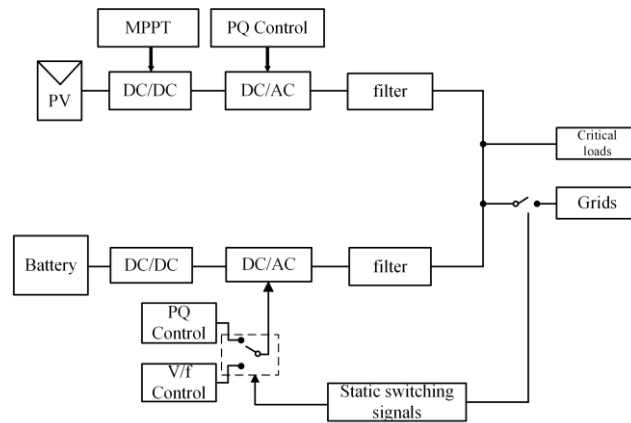 MPPT
PQ Control
PV
DC/DC
DC/AC
filter
Critical
loads
Grids
Battery
DC/DC
DC/AC
filter
PQ
Control
V/f
Control
Static switching
signals